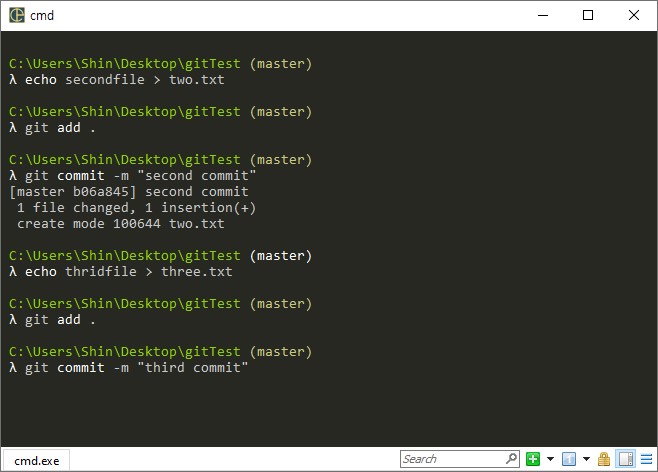 cmd
C:\Users\Shin\Desktop\gitTest (master)
λ echo secondfile > two.txt
C:\Users\Shin\Desktop\gitTest (master)
λ git add .
C:\Users\Shin\Desktop\gitTest (master)
λ git commit -m "second commit"
[master b06a845] second commit
1 file changed, 1 insertion(+)
create mode 100644 two.txt
C:\Users\Shin\Desktop\gitTest (master)
λ echo thridfile > three.txt
C:\Users\Shin\Desktop\gitTest (master)
λ git add .
C:\Users\Shin\Desktop\gitTest (master)
λ git commit -m "third commit"
cmd.exe
Search